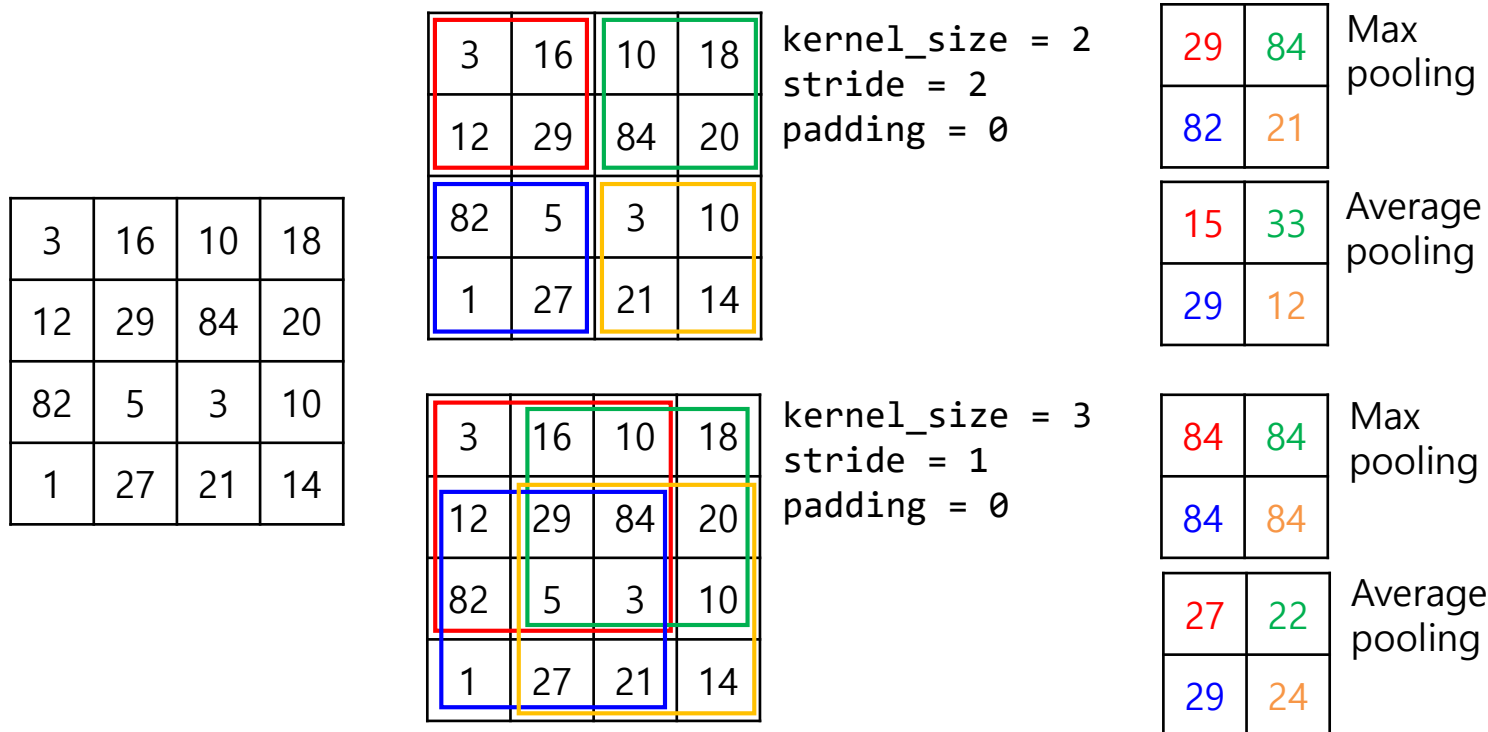 3 16 10 18
12 29 84 20
82 5 3 10
1 27 21 14
3 16 10 18
12 29 84 20
82 5 3 10
1 27 21 14
kernel_size = 2
stride = 2
padding = 0
29 84
82 21
Max
pooling
15 33
29 12
Average
pooling
3 16 10 18
12 29 84 20
82 5 3 10
1 27 21 14
kernel_size = 3
stride = 1
padding = 0
84 84
84 84
Max
pooling
27 22
29 24
Average
pooling